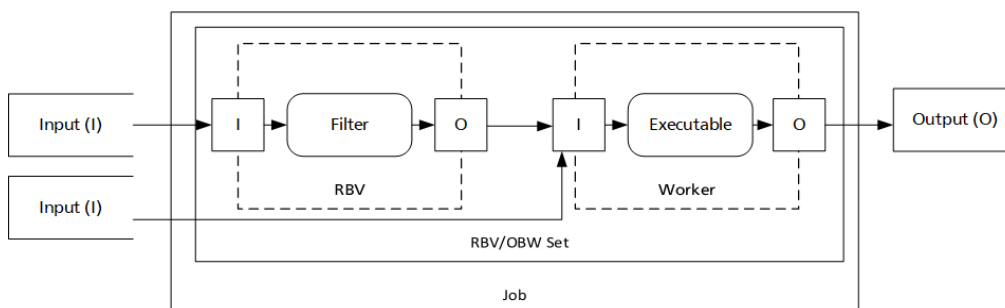 Input (I)
I
Filter
O
I
Executable
O
Output (O)
RBV
Worker
Input (I)
RBV/OBW Set
Job